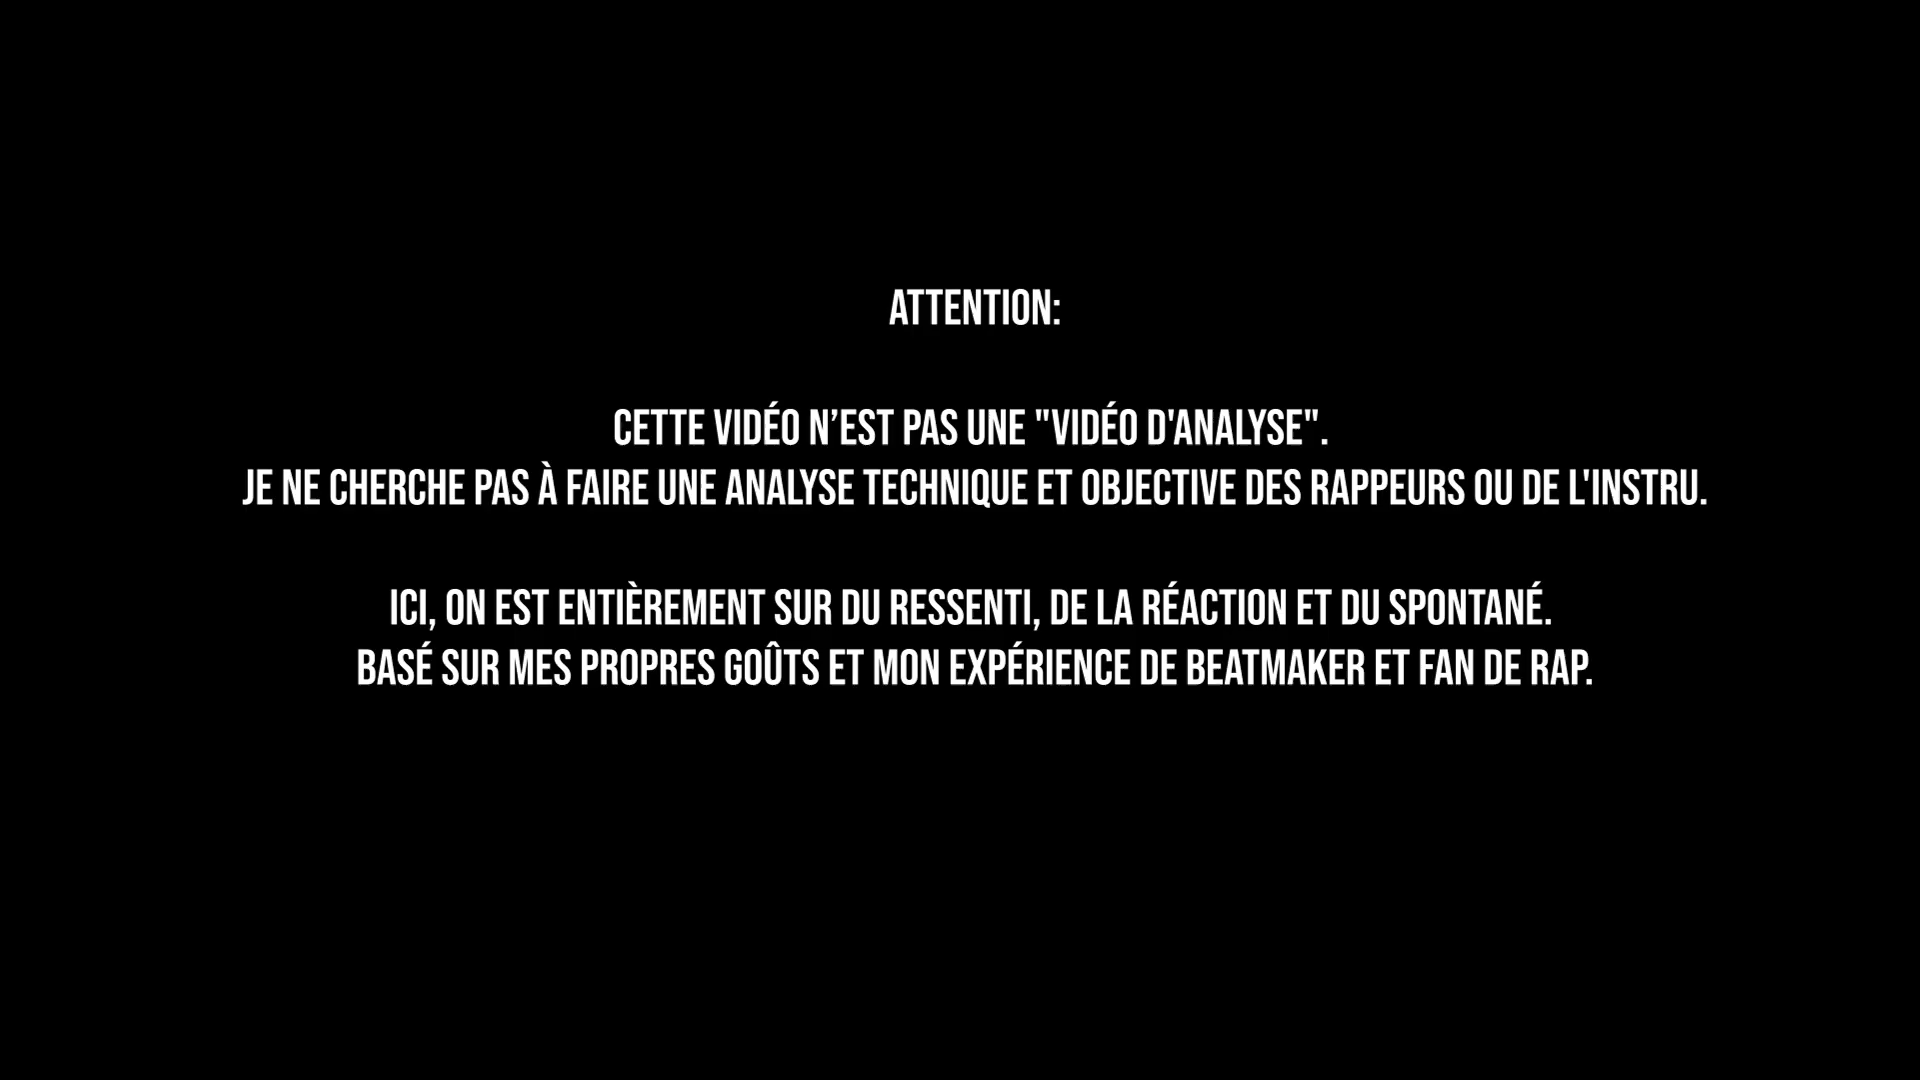 ATTENTION:
CETTE VIDÉO N’EST PAS UNE "VIDÉO D'ANALYSE".
JE NE CHERCHE PAS À FAIRE UNE ANALYSE TECHNIQUE ET OBJECTIVE DES RAPPEURS OU DE L'INSTRU.
ICI, ON EST ENTIÈREMENT SUR DU RESSENTI, DE LA RÉACTION ET DU SPONTANÉ.
BASÉ SUR MES PROPRES GOÛTS ET MON EXPÉRIENCE DE BEATMAKER ET FAN DE RAP.